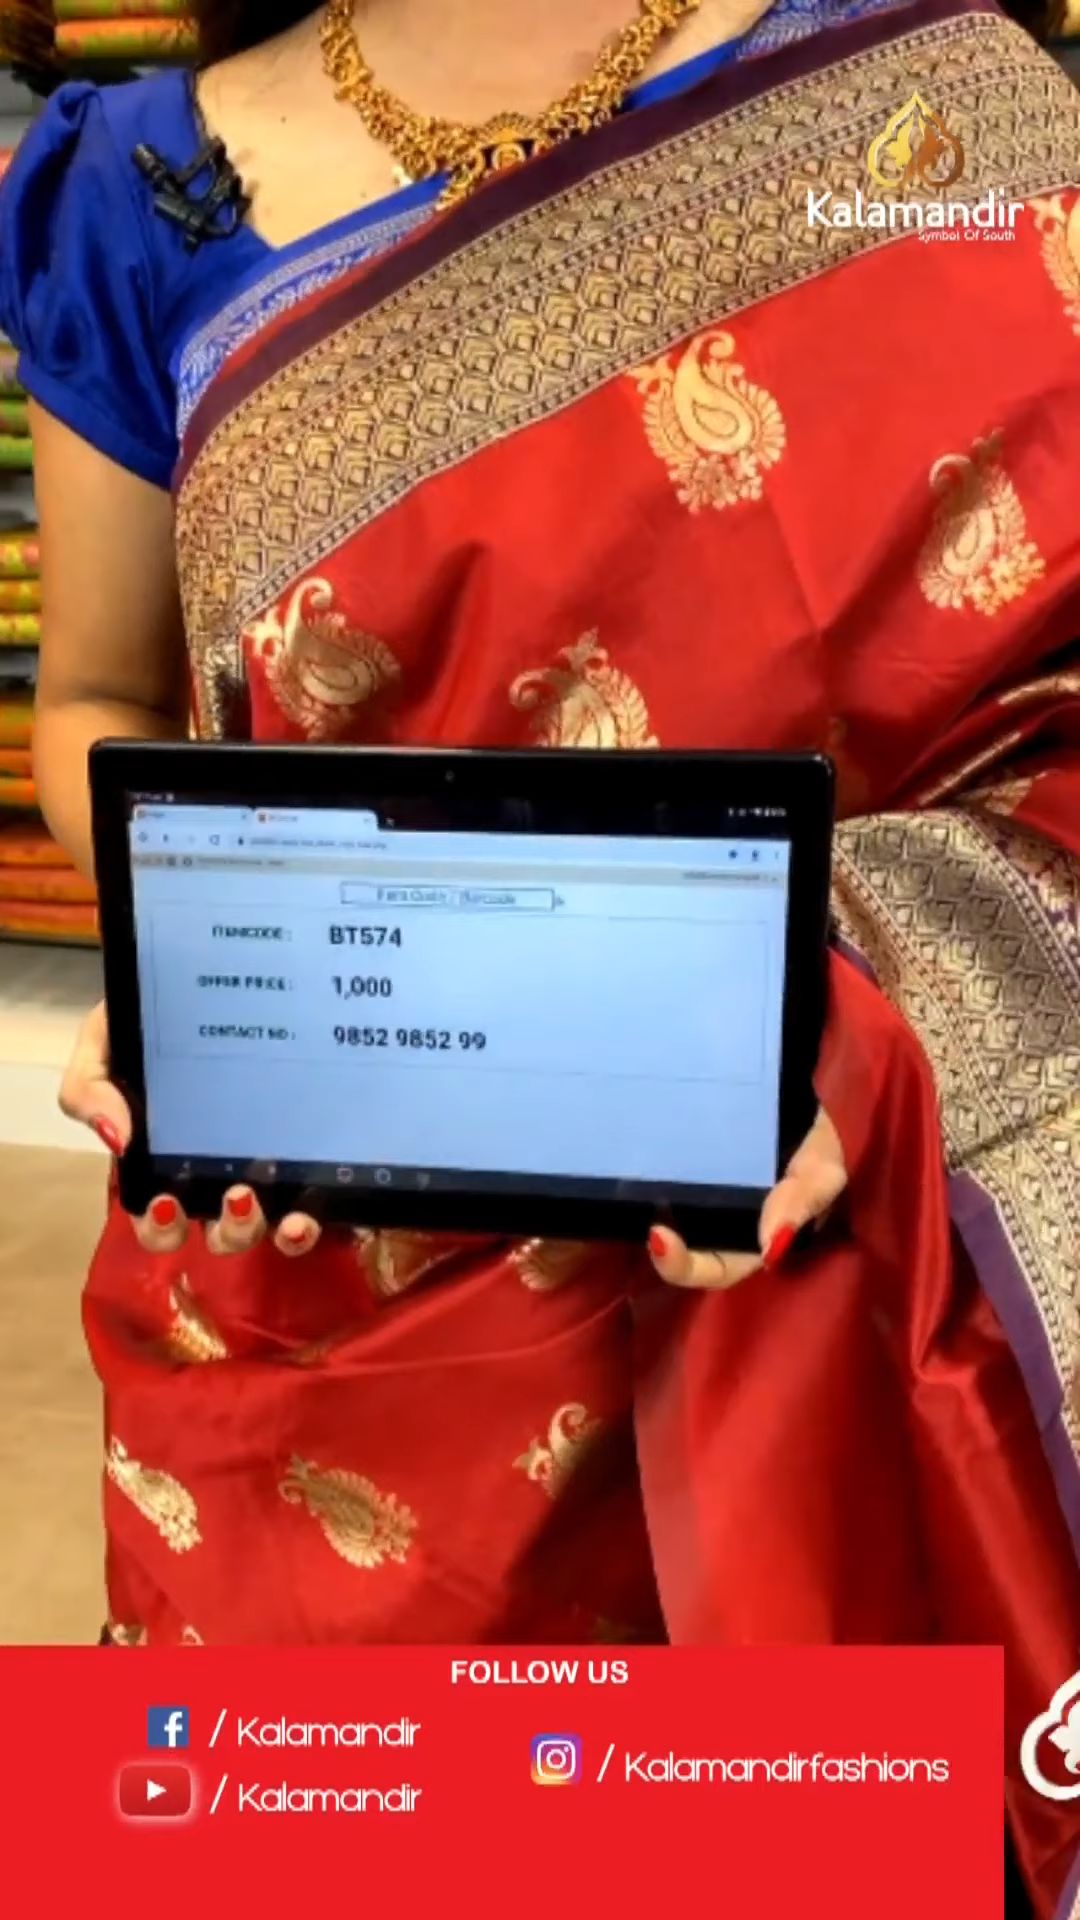 Kalamandir
Symbol Of South
ITEMCODE : BT574
OFFER PRICE : 1,000
CONTACT NO : 9852 9852 99
FOLLOW US
/ Kalamandir
/ Kalamandirfashions
/ Kalamandir